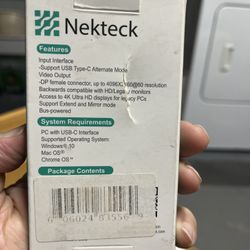 Nekteck
Features
Input Interface
-Support USB Type-C Alternate Mode
Video Output
-DP female connector, up to 4096X2160@60 resolution
Backwards compatible with HD/Legacy monitors
Access to 4K Ultra HD displays for legacy PCs
Support Extend and Mirror mode
Bus-powered
System Requirements
PC with USB-C Interface
Supported Operating System:
Windows® 10
Mac OS®
Chrome OS™
Package Contents